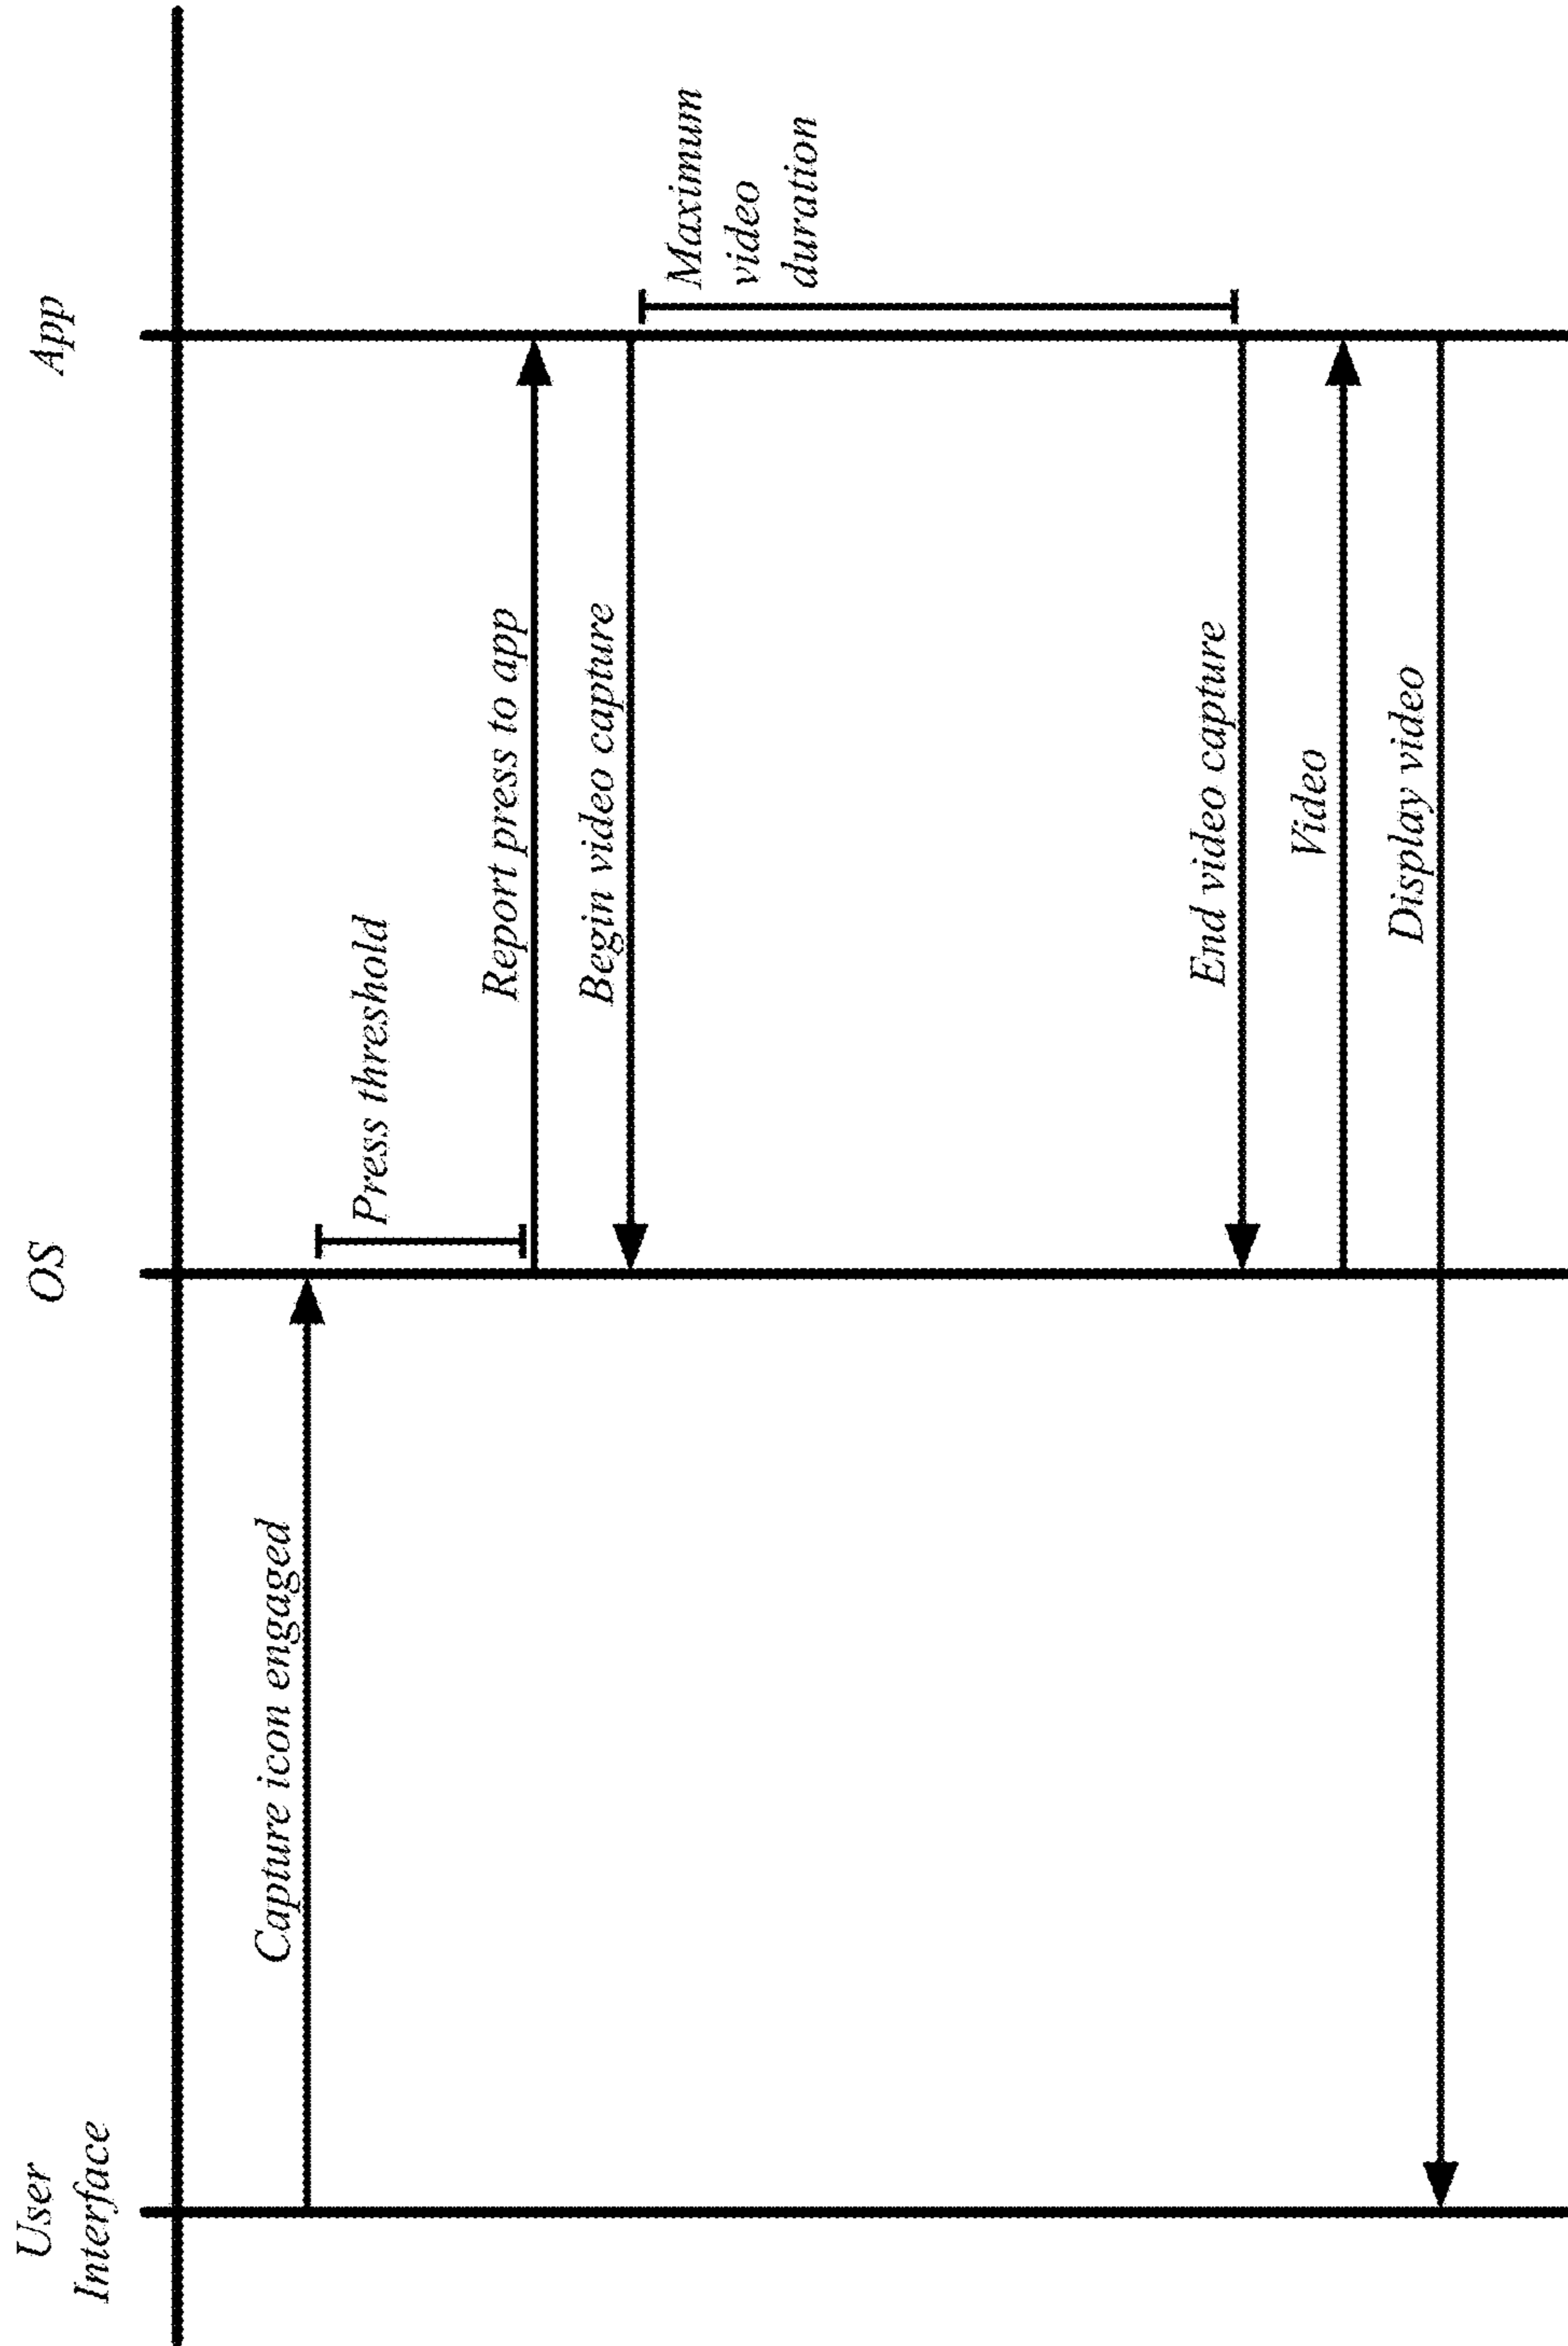 User
Interface
OS
App
Capture icon engaged
Press threshold
Report press to app
Begin video capture
Maximum
video
duration
End video capture
Video
Display video